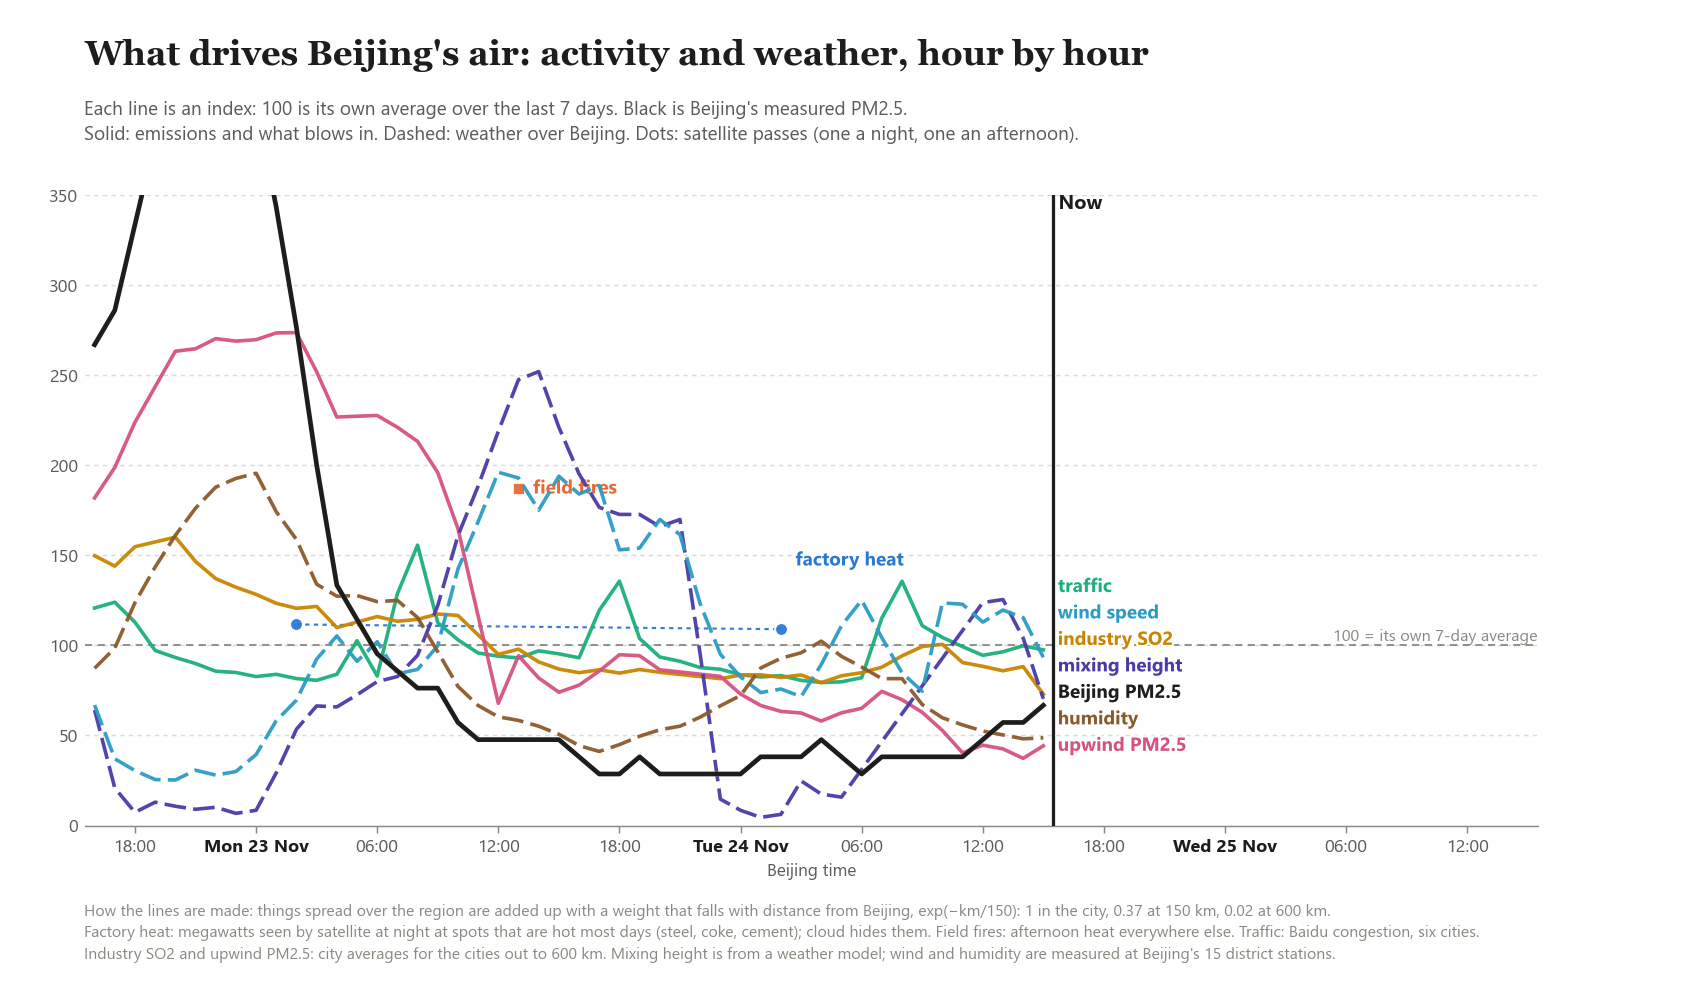 What drives Beijing's air: activity and weather, hour by hour
Each line is an index: 100 is its own average over the last 7 days. Black is Beijing's measured PM2.5.
Solid: emissions and what blows in. Dashed: weather over Beijing. Dots: satellite passes (one a night, one an afternoon).
350
300
250
200
150
100
50
0
Now
field fires
factory heat
traffic
wind speed
industry SO2
100 = its own 7-day average
mixing height
Beijing PM2.5
humidity
upwind PM2.5
18:00
Mon 23 Nov
06:00
12:00
18:00
Tue 24 Nov
06:00
12:00
18:00
Wed 25 Nov
06:00
12:00
Beijing time
How the lines are made: things spread over the region are added up with a weight that falls with distance from Beijing, exp(−km/150): 1 in the city, 0.37 at 150 km, 0.02 at 600 km.
Factory heat: megawatts seen by satellite at night at spots that are hot most days (steel, coke, cement); cloud hides them. Field fires: afternoon heat everywhere else. Traffic: Baidu congestion, six cities.
Industry SO2 and upwind PM2.5: city averages for the cities out to 600 km. Mixing height is from a weather model; wind and humidity are measured at Beijing's 15 district stations.